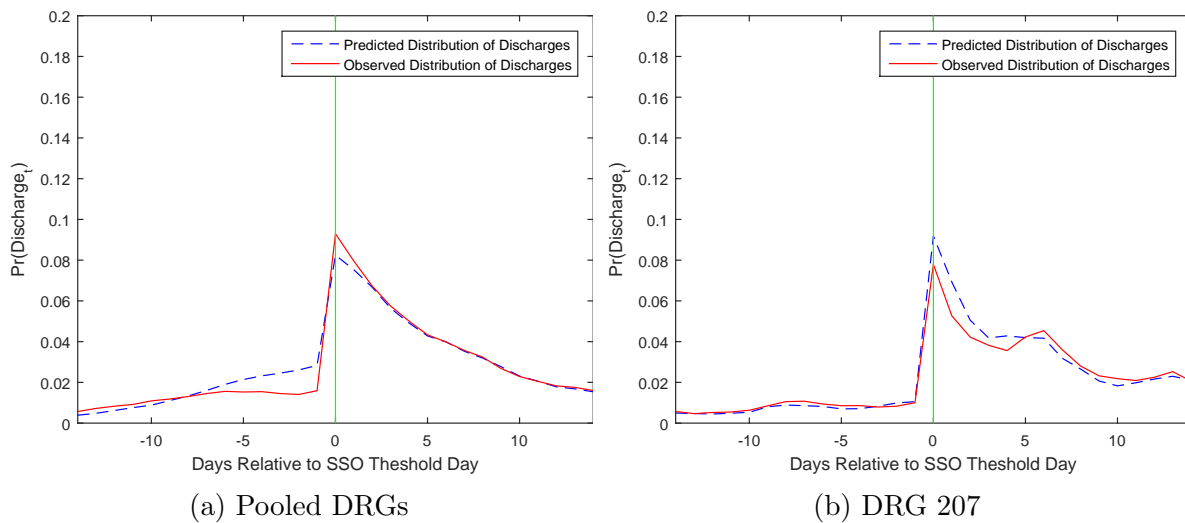 0.2
0.18
0.16
0.14
0.12
0.1
0.08
0.06
0.04
0.02
0
Pr(Discharge_t)
Predicted Distribution of Discharges
Observed Distribution of Discharges
-10 -5 0 5 10
Days Relative to SSO Theshold Day
(a) Pooled DRGs
0.2
0.18
0.16
0.14
0.12
0.1
0.08
0.06
0.04
0.02
0
Pr(Discharge_t)
Predicted Distribution of Discharges
Observed Distribution of Discharges
-10 -5 0 5 10
Days Relative to SSO Theshold Day
(b) DRG 207